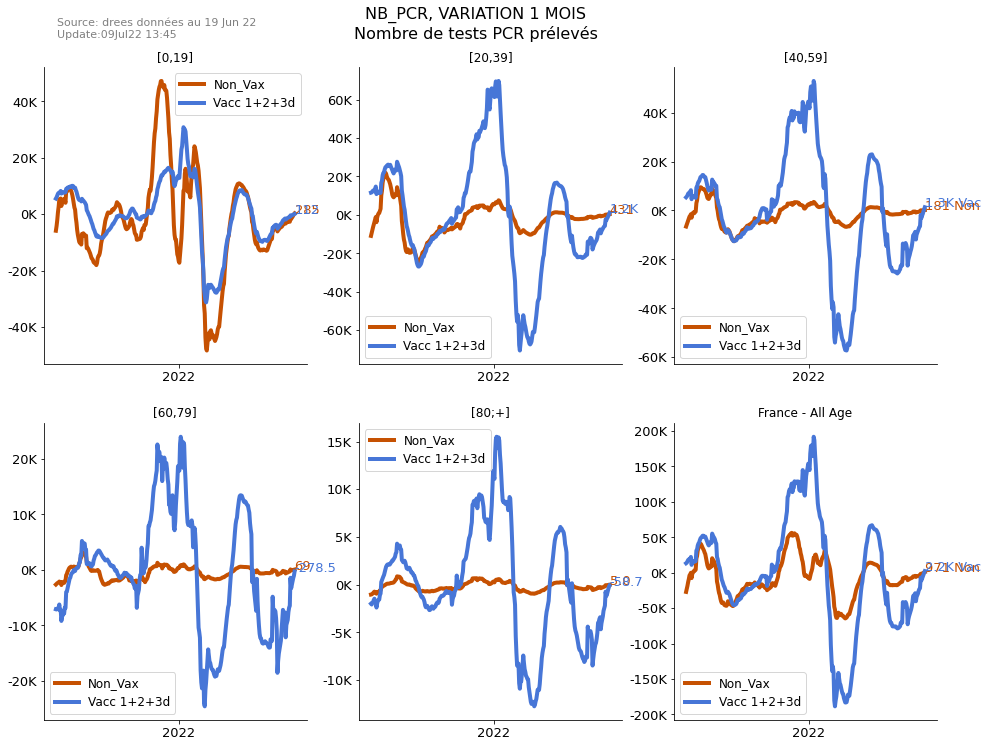 NB_PCR, VARIATION 1 MOIS
Nombre de tests PCR prélevés
Source: drees données au 19 Jun 22
Update:09Jul22 13:45
[0,19]
40K
20K
0K
-20K
-40K
Non_Vax
Vacc 1+2+3d
2022
[20,39]
60K
40K
20K
0K
-20K
-40K
-60K
Non_Vax
Vacc 1+2+3d
2022
[40,59]
40K
20K
0K
-20K
-40K
-60K
Non_Vax
Vacc 1+2+3d
Vac
Non
2022
[60,79]
20K
10K
0K
-10K
-20K
Non_Vax
Vacc 1+2+3d
69
-278.5
2022
[80;+]
15K
10K
5K
0K
-5K
-10K
Non_Vax
Vacc 1+2+3d
2022
France - All Age
200K
150K
100K
50K
0K
-50K
-100K
-150K
-200K
Non_Vax
Vacc 1+2+3d
2022